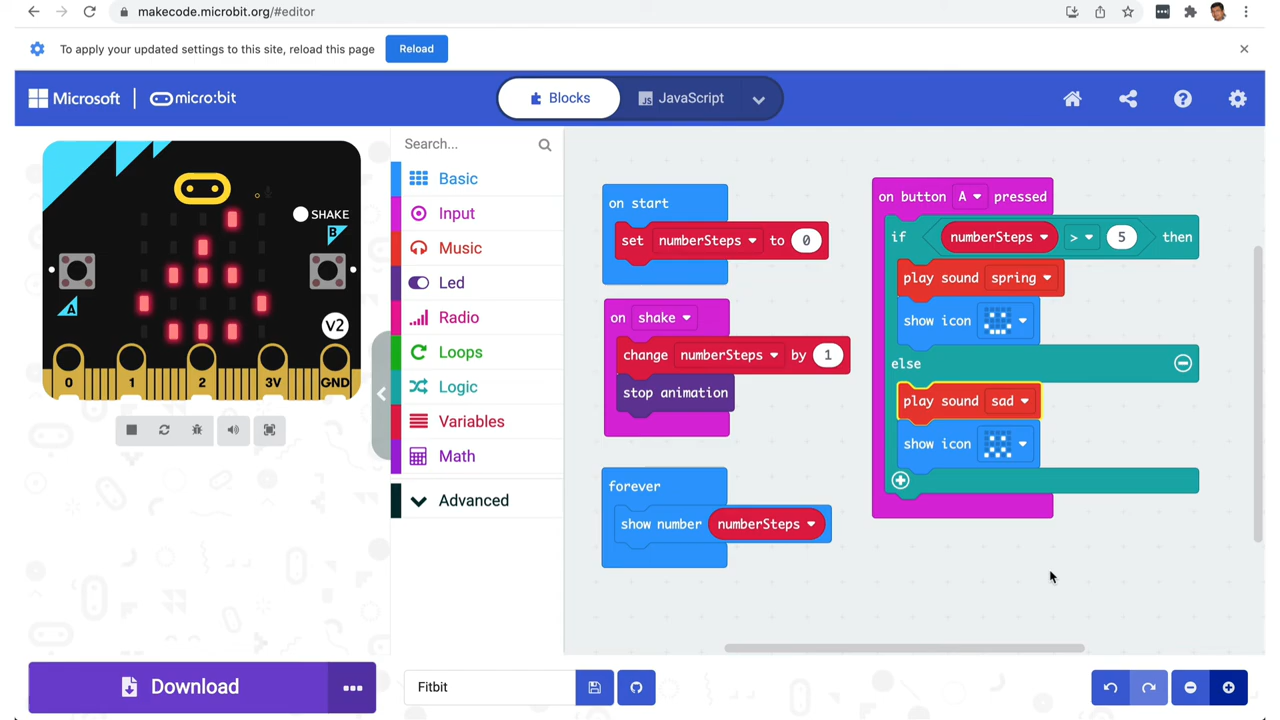 makecode.microbit.org/#editor
To apply your updated settings to this site, reload this page
Reload
Microsoft
micro:bit
Blocks
JS JavaScript
SHAKE
B
A
V2
0 1 2 3V GND
Search...
Basic
Input
Music
Led
Radio
Loops
Logic
Variables
Math
Advanced
on start
set numberSteps to 0
on shake
change numberSteps by 1
stop animation
forever
show number numberSteps
on button A pressed
if numberSteps > 5 then
play sound spring
show icon
else
play sound sad
show icon
Download
Fitbit